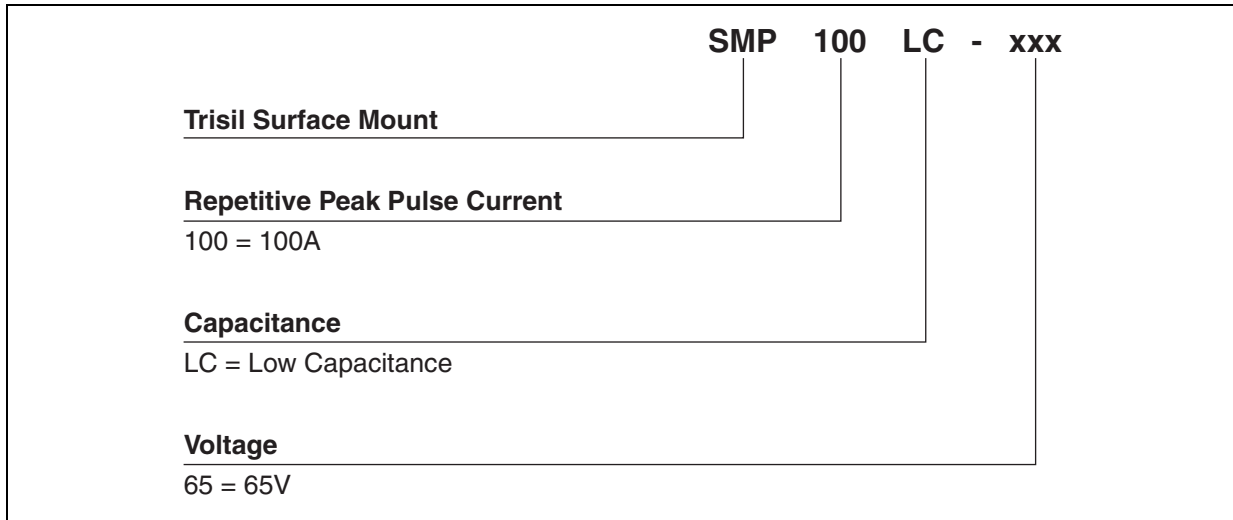 SMP 100 LC - xxx
Trisil Surface Mount
Repetitive Peak Pulse Current
100 = 100A
Capacitance
LC = Low Capacitance
Voltage
65 = 65V